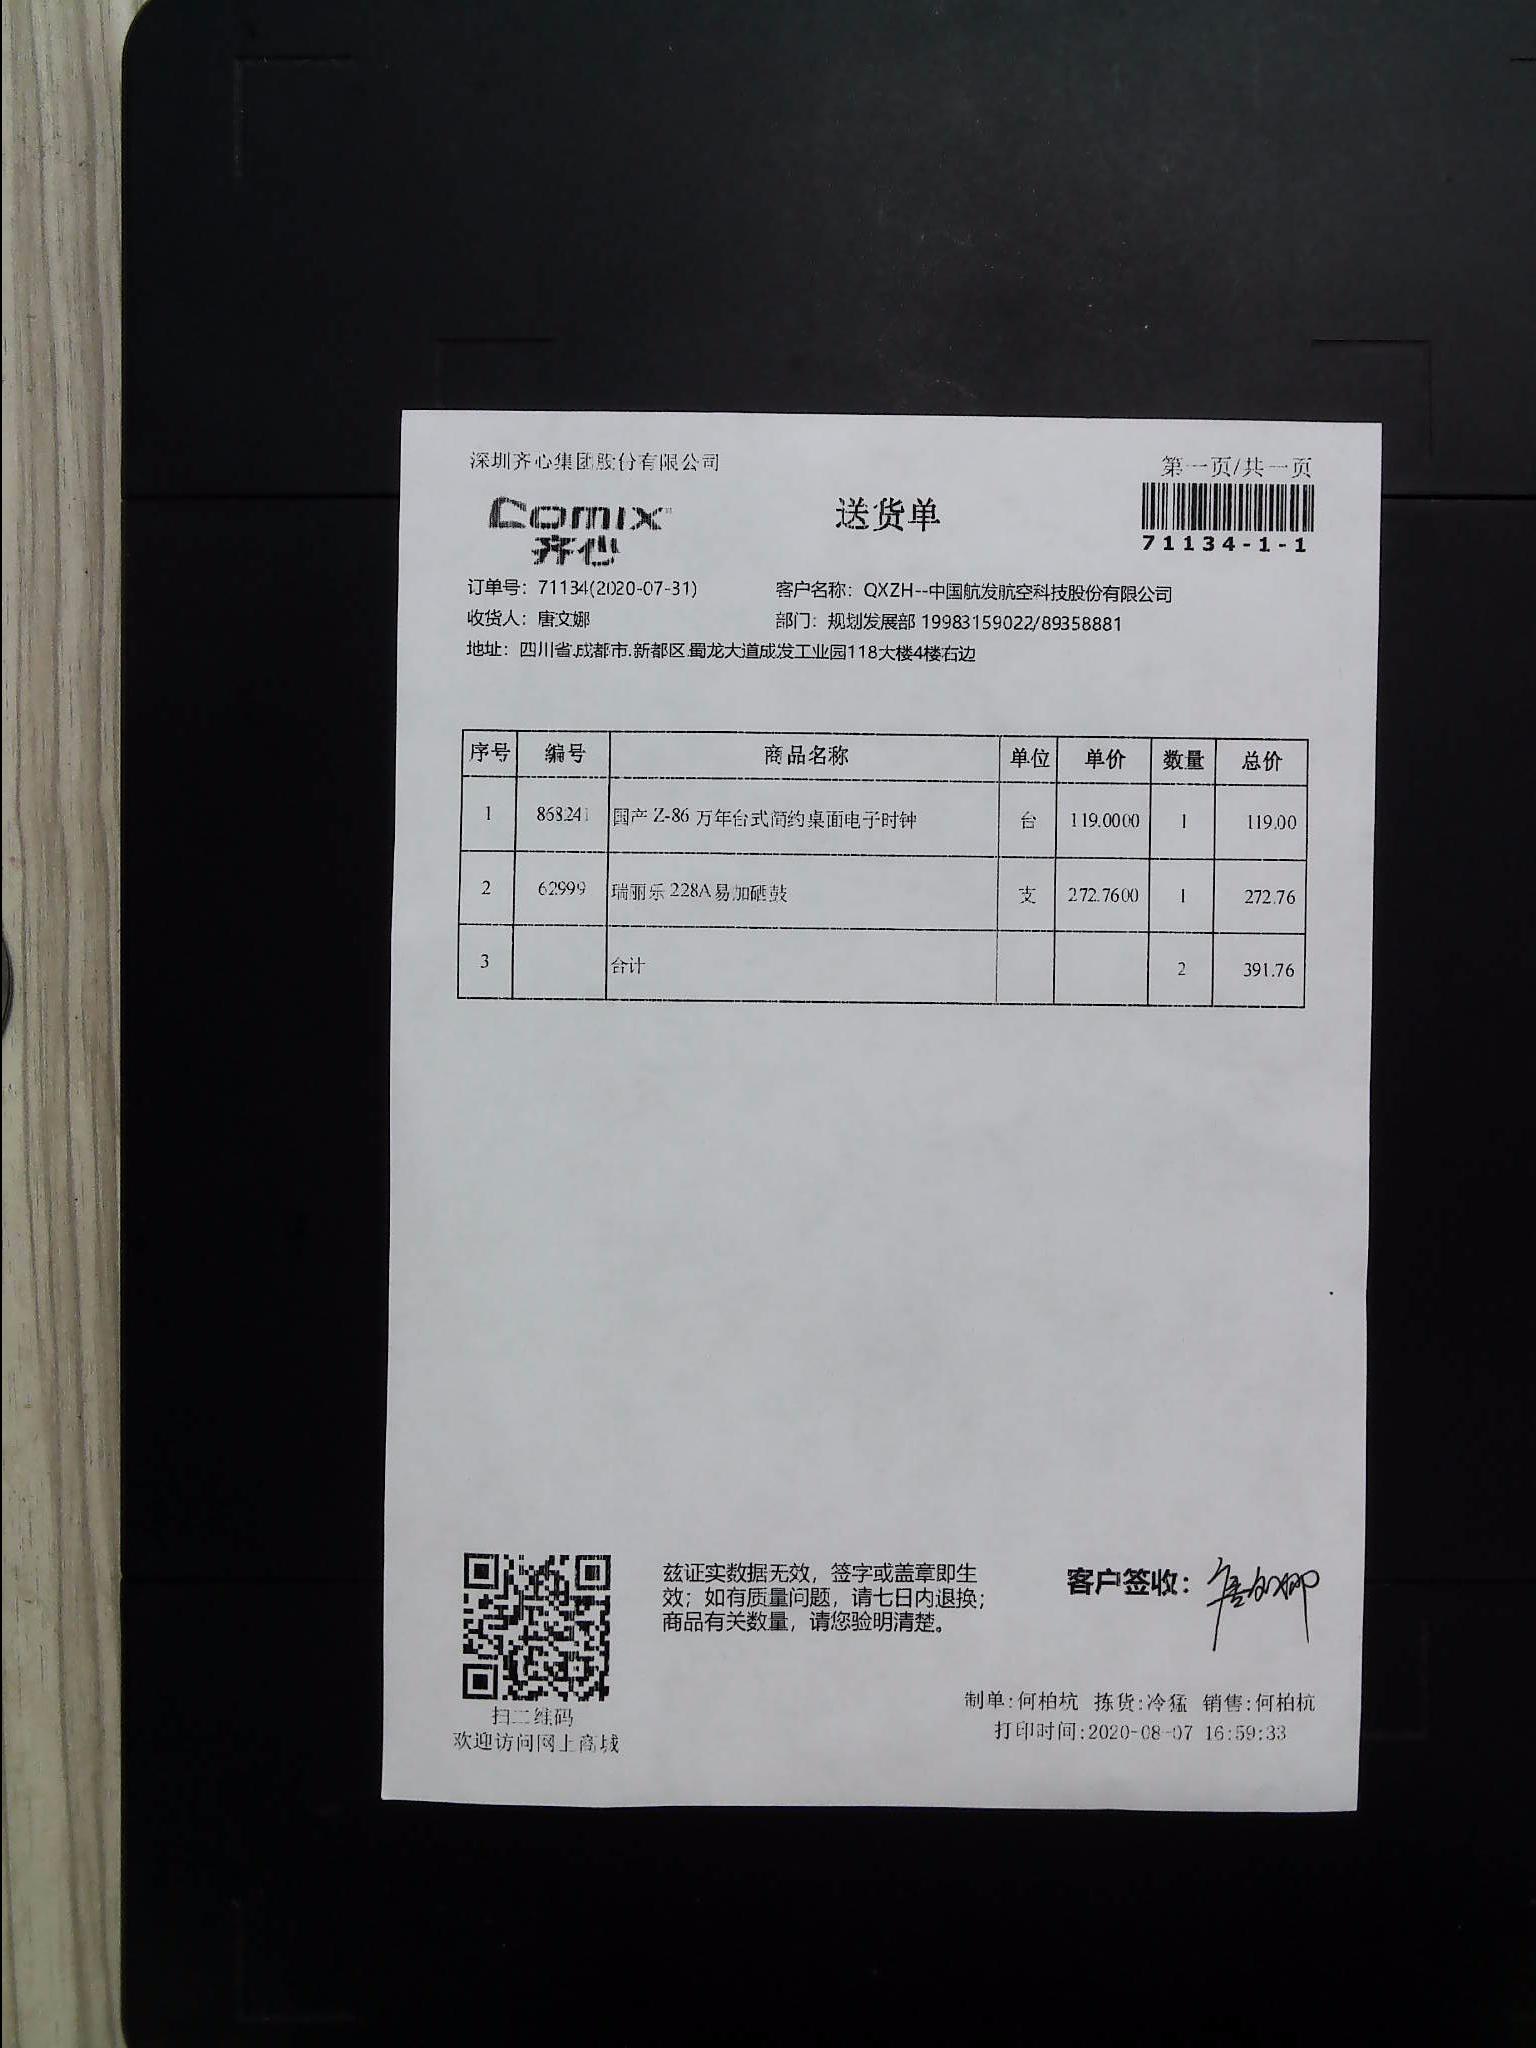 深圳齐心集团股份有限公司
第一页/共一页
Comix
齐心
送货单
71134-1-1
订单号：71134(2020-07-31) 客户名称：QXZH--中国航发航空科技股份有限公司
收货人：唐文娜 部门：规划发展部 19983159022/89358881
地址：四川省.成都市.新都区.蜀龙大道成发工业园118大楼4楼右边
序号 编号 商品名称 单位 单价 数量 总价
1 868241 国产 Z-86 万年台式简约桌面电子时钟 台 119.0000 1 119.00
2 62999 瑞丽乐 228A易加硒鼓 支 272.7600 1 272.76
3 合计 2 391.76
兹证实数据无效，签字或盖章即生
效；如有质量问题，请七日内退换；
商品有关数量，请您验明清楚。
客户签收：唐文娜
扫二维码
欢迎访问网上商城
制单:何柏杭 拣货:冷猛 销售:何柏杭
打印时间:2020-08-07 16:59:33